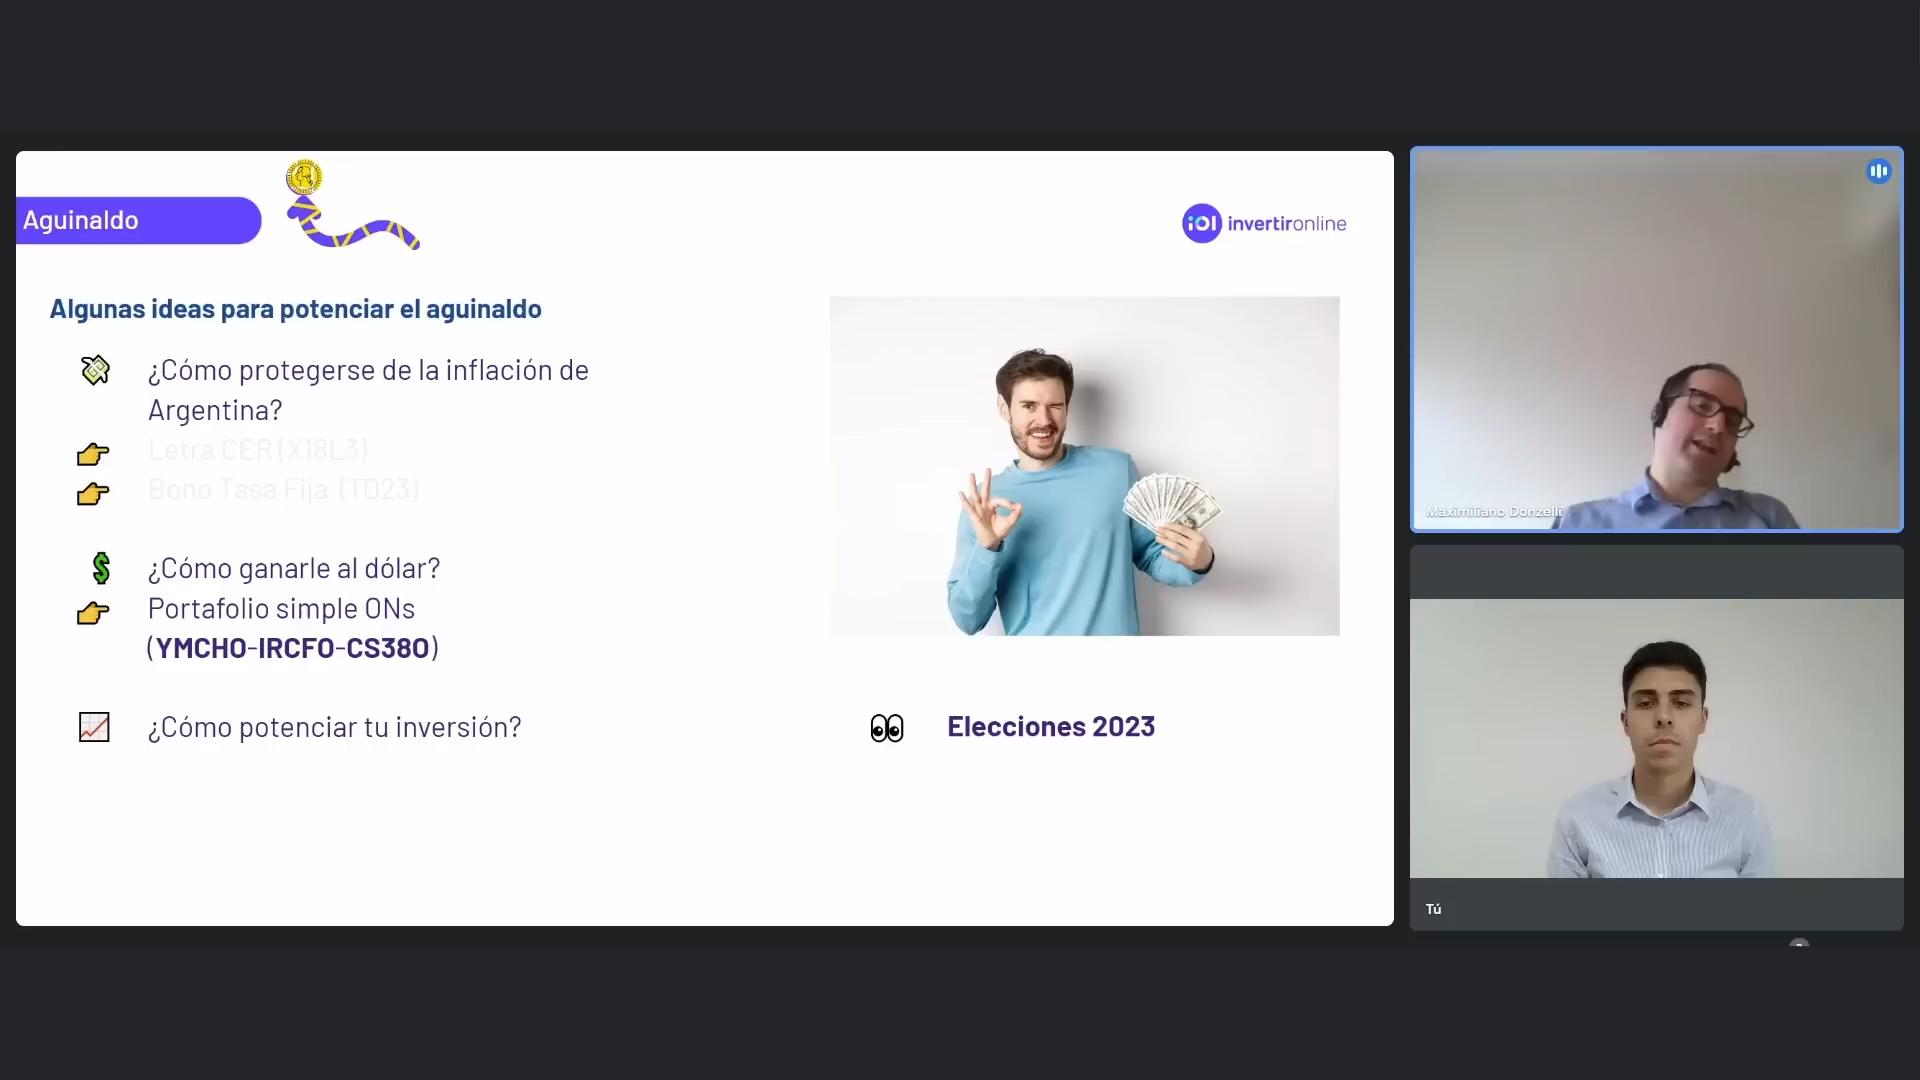 Aguinaldo
iOl invertironline
Algunas ideas para potenciar el aguinaldo
¿Cómo protegerse de la inflación de
Argentina?
Letra CER (X18L3)
Bono Tasa Fija (TO23)
¿Cómo ganarle al dólar?
Portafolio simple ONs
(YMCHO-IRCFO-CS38O)
¿Cómo potenciar tu inversión?
Elecciones 2023
Maximiliano Donzelli
Tú